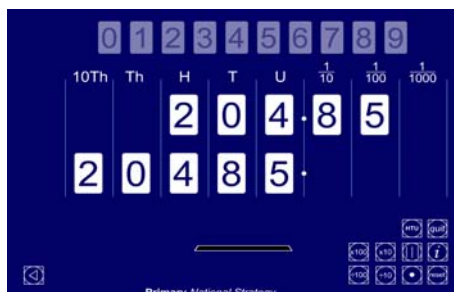 0 1 2 3 4 5 6 7 8 9
10Th Th H T U 1/10 1/100 1/1000
2 0 4 . 8 5
2 0 4 8 5 .
HTU quit
x100 x10 i
÷100 ÷10 reset
Primary National Strategy